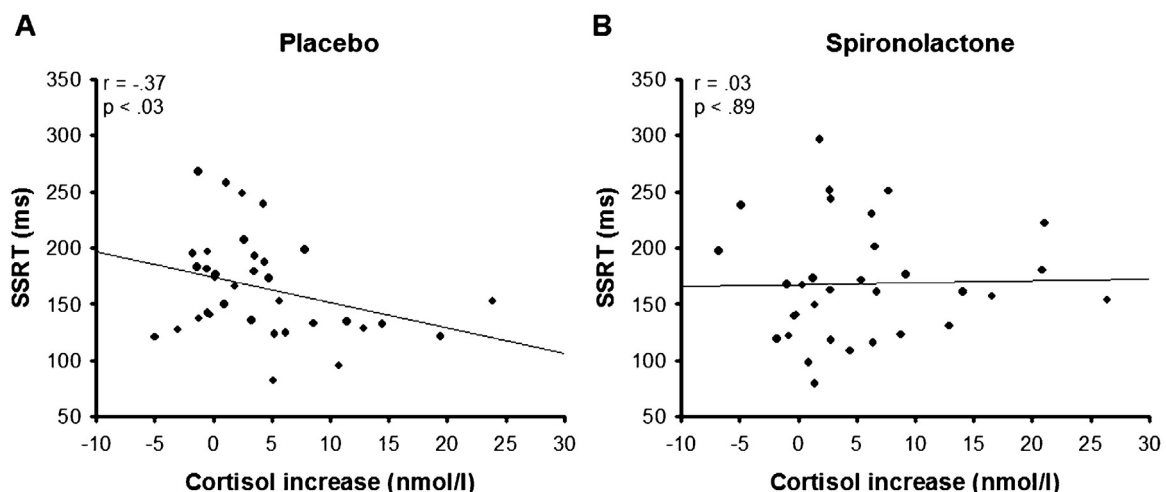 A
Placebo
r = -.37
p < .03
350
300
250
200
150
100
50
SSRT (ms)
-10 -5 0 5 10 15 20 25 30
Cortisol increase (nmol/l)
B
Spironolactone
r = .03
p < .89
350
300
250
200
150
100
50
SSRT (ms)
-10 -5 0 5 10 15 20 25 30
Cortisol increase (nmol/l)